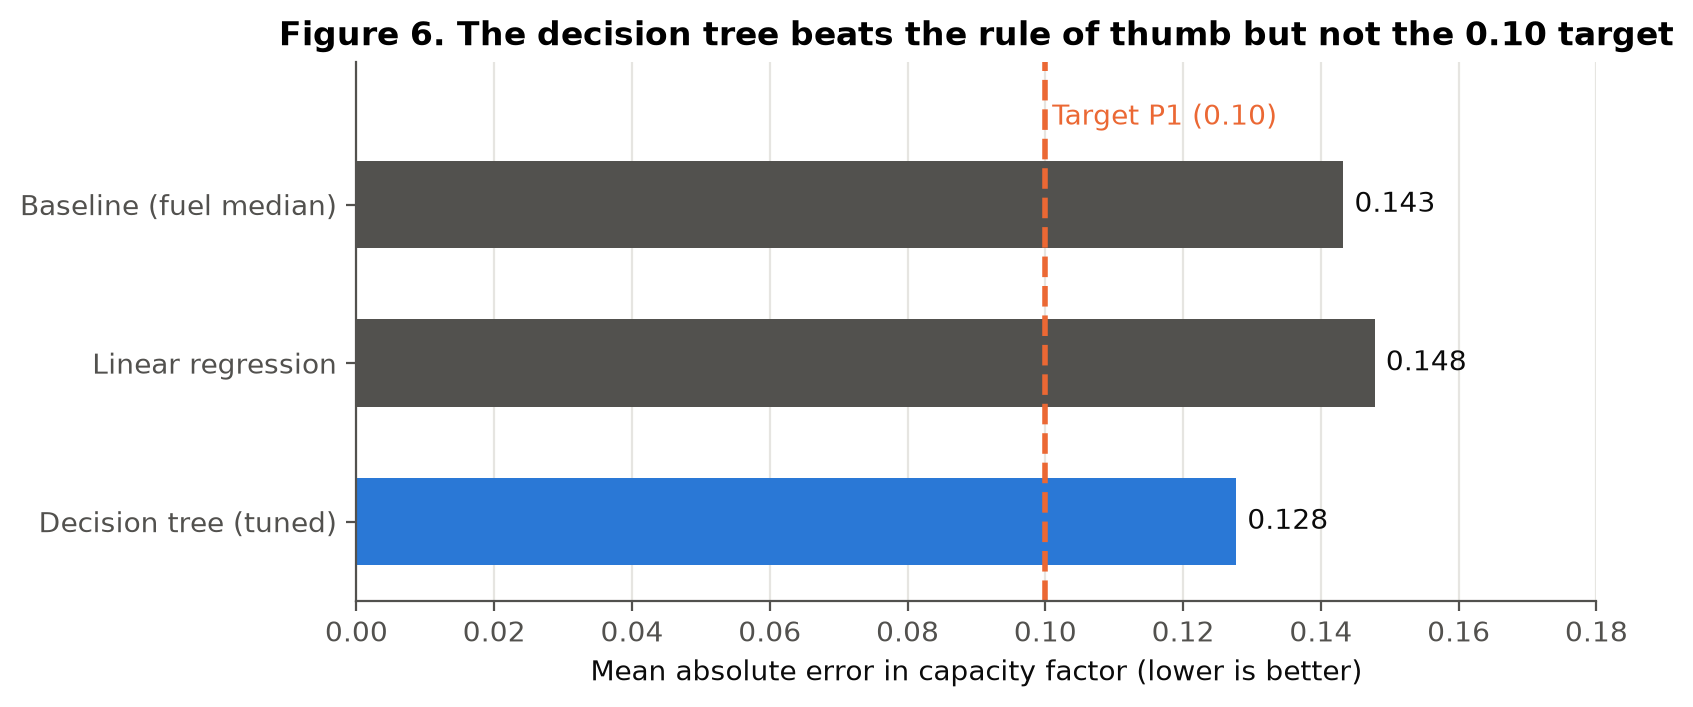 Figure 6. The decision tree beats the rule of thumb but not the 0.10 target
Target P1 (0.10)
Baseline (fuel median)
0.143
Linear regression
0.148
Decision tree (tuned)
0.128
0.00 0.02 0.04 0.06 0.08 0.10 0.12 0.14 0.16 0.18
Mean absolute error in capacity factor (lower is better)